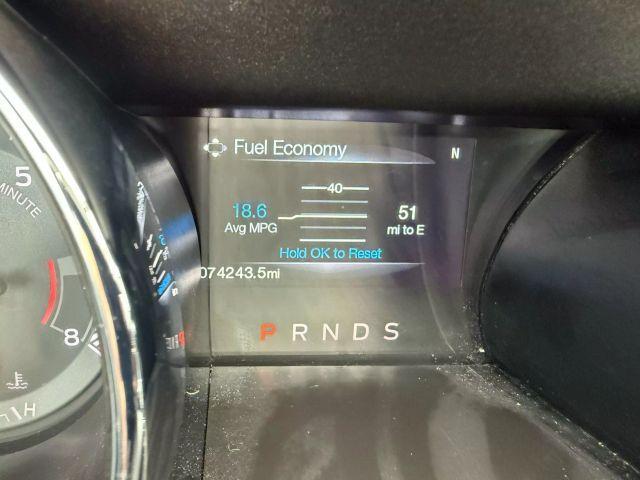 Fuel Economy
N
40
18.6
Avg MPG
51
mi to E
Hold OK to Reset
074243.5mi
P R N D S
5
MINUTE
8
H